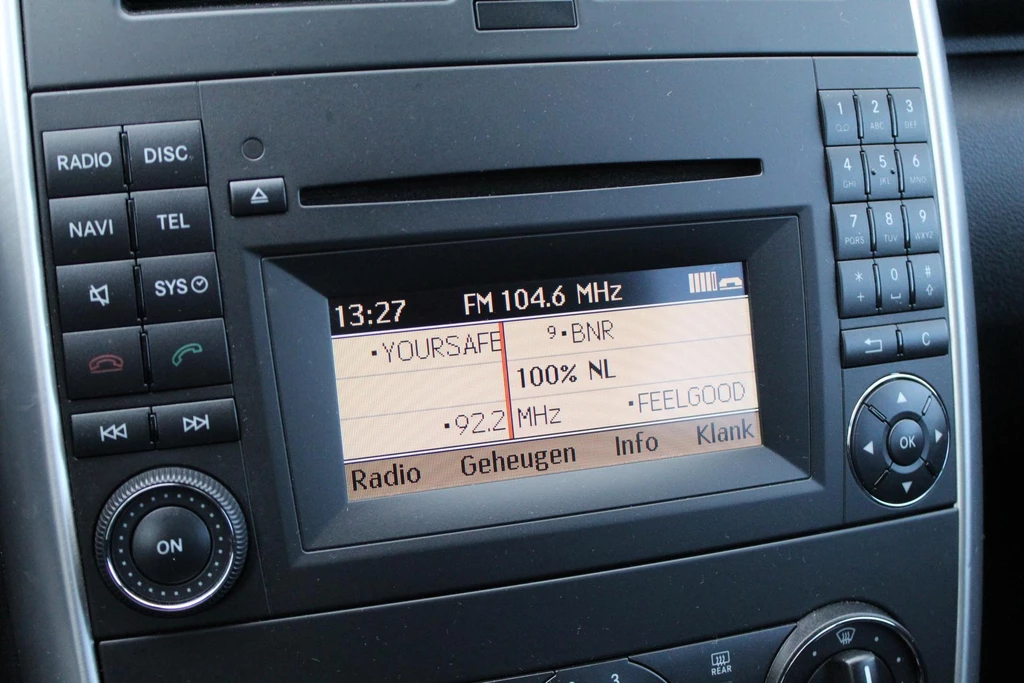 RADIO DISC
NAVI TEL
SYS
ON
13:27 FM 104.6 MHz
YOURSAFE 9 BNR
100% NL
92.2 MHz FEELGOOD
Radio Geheugen Info Klank
1 2 ABC 3 DEF
4 GHI 5 JKL 6 MNO
7 PQRS 8 TUV 9 WXYZ
* + 0 #
C
OK
3
REAR